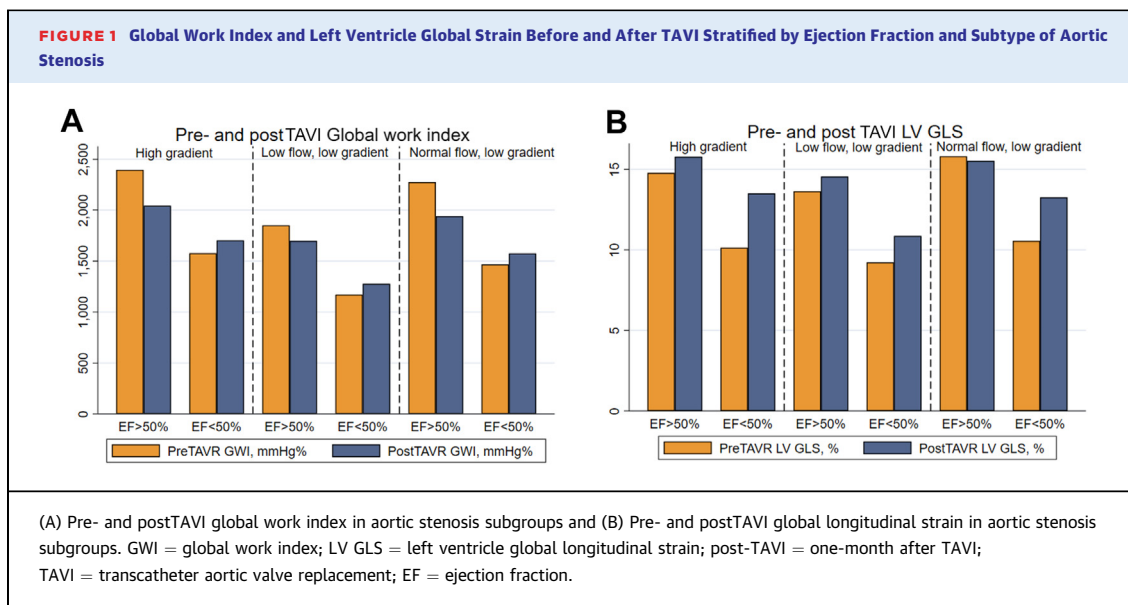 FIGURE 1 Global Work Index and Left Ventricle Global Strain Before and After TAVI Stratified by Ejection Fraction and Subtype of Aortic
Stenosis
A
Pre- and postTAVI Global work index
High gradient
Low flow, low gradient
Normal flow, low gradient
2,500
2,000
1,500
1,000
500
0
EF>50%
EF<50%
EF>50%
EF<50%
EF>50%
EF<50%
PreTAVR GWI, mmHg%
PostTAVR GWI, mmHg%
B
Pre- and post TAVI LV GLS
High gradient
Low flow, low gradient
Normal flow, low gradient
15
10
5
0
EF>50%
EF<50%
EF>50%
EF<50%
EF>50%
EF<50%
PreTAVR LV GLS, %
PostTAVR LV GLS, %
(A) Pre- and postTAVI global work index in aortic stenosis subgroups and (B) Pre- and postTAVI global longitudinal strain in aortic stenosis
subgroups. GWI = global work index; LV GLS = left ventricle global longitudinal strain; post-TAVI = one-month after TAVI;
TAVI = transcatheter aortic valve replacement; EF = ejection fraction.